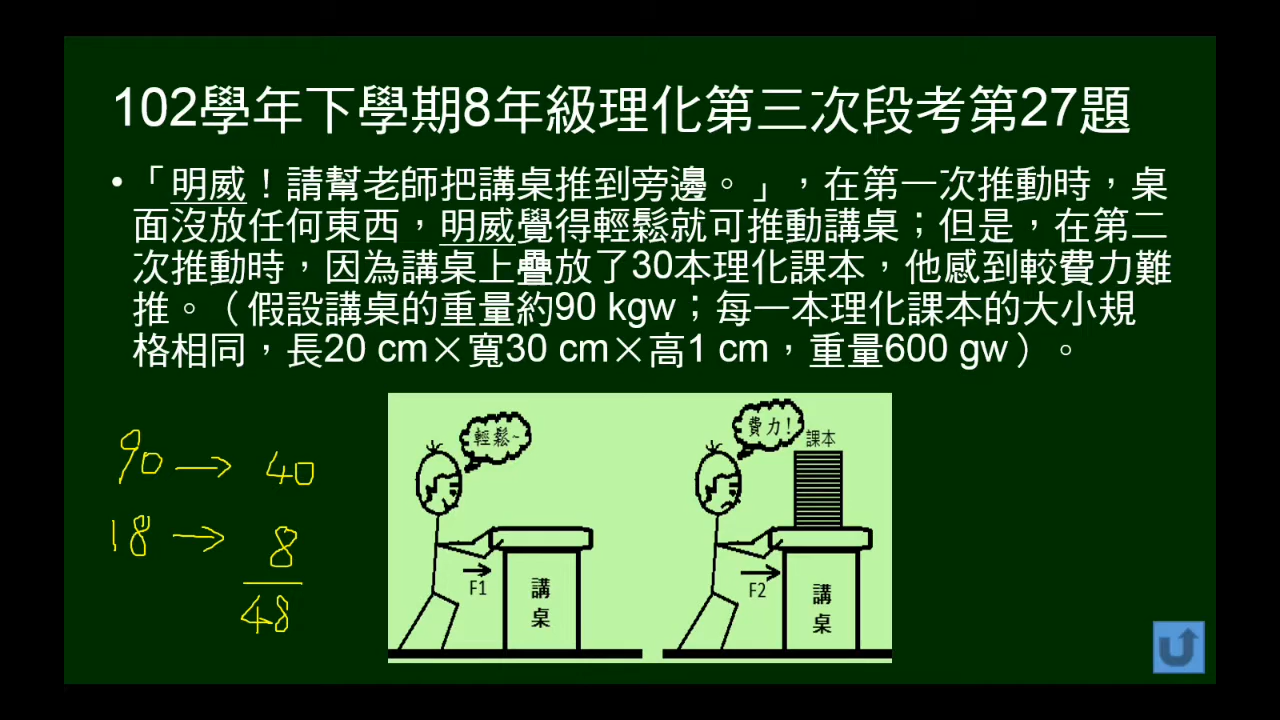 102學年下學期8年級理化第三次段考第27題
•「明威！請幫老師把講桌推到旁邊。」，在第一次推動時，桌
面沒放任何東西，明威覺得輕鬆就可推動講桌；但是，在第二
次推動時，因為講桌上疊放了30本理化課本，他感到較費力難
推。（假設講桌的重量約90 kgw；每一本理化課本的大小規
格相同，長20 cm×寬30 cm×高1 cm，重量600 gw）。
90 → 40
18 → 8
48
輕鬆~
F1
講
桌
費力!
課本
F2
講
桌